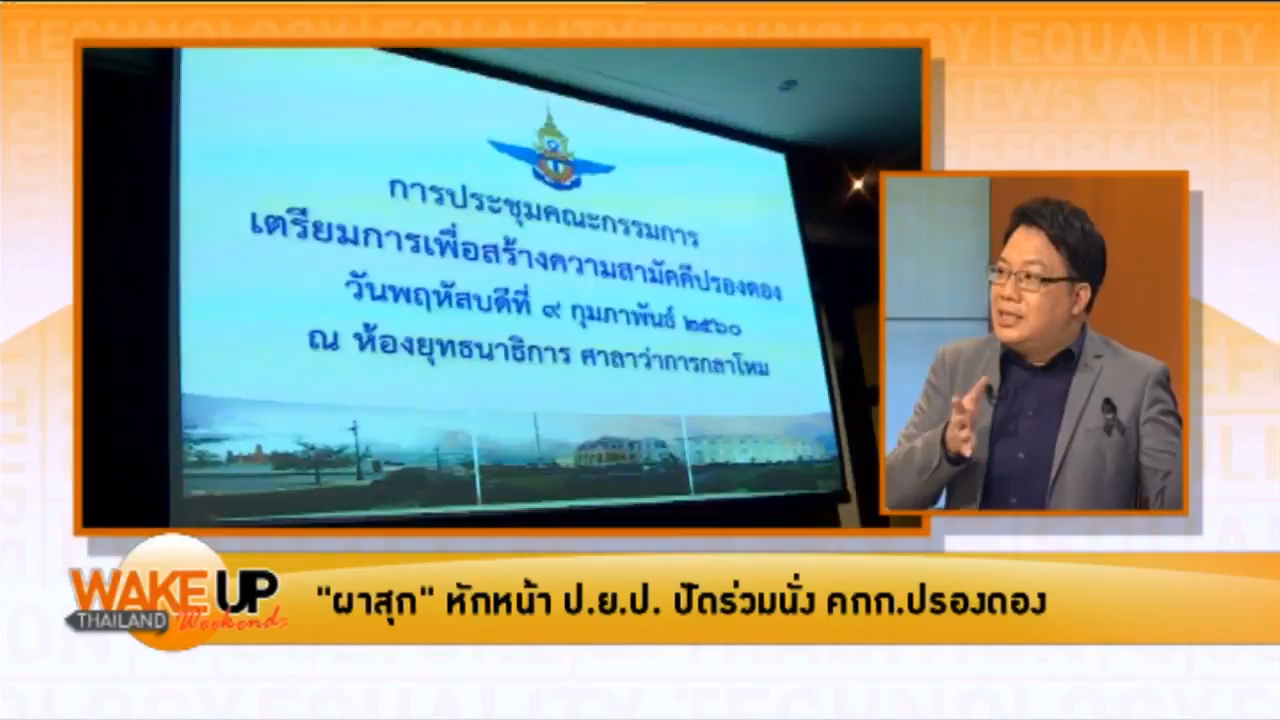 การประชุมคณะกรรมการ
เตรียมการเพื่อสร้างความสามัคคีปรองดอง
วันพฤหัสบดีที่ ๙ กุมภาพันธ์ ๒๕๖๐
ณ ห้องยุทธนาธิการ ศาลาว่าการกลาโหม
WAKE UP
THAILAND Weekends
"ผาสุก" หักหน้า ป.ย.ป. ปัดร่วมนั่ง คกก.ปรองดอง